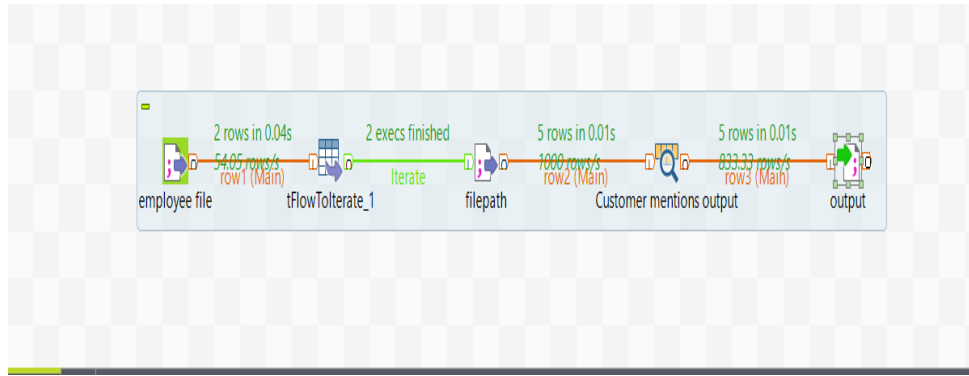 2 rows in 0.04s
54.05 rows/s
row1 (Main)
2 execs finished
Iterate
5 rows in 0.01s
1000 rows/s
row2 (Main)
5 rows in 0.01s
833.33 rows/s
row3 (Main)
employee file
tFlowToIterate_1
filepath
Customer mentions output
output